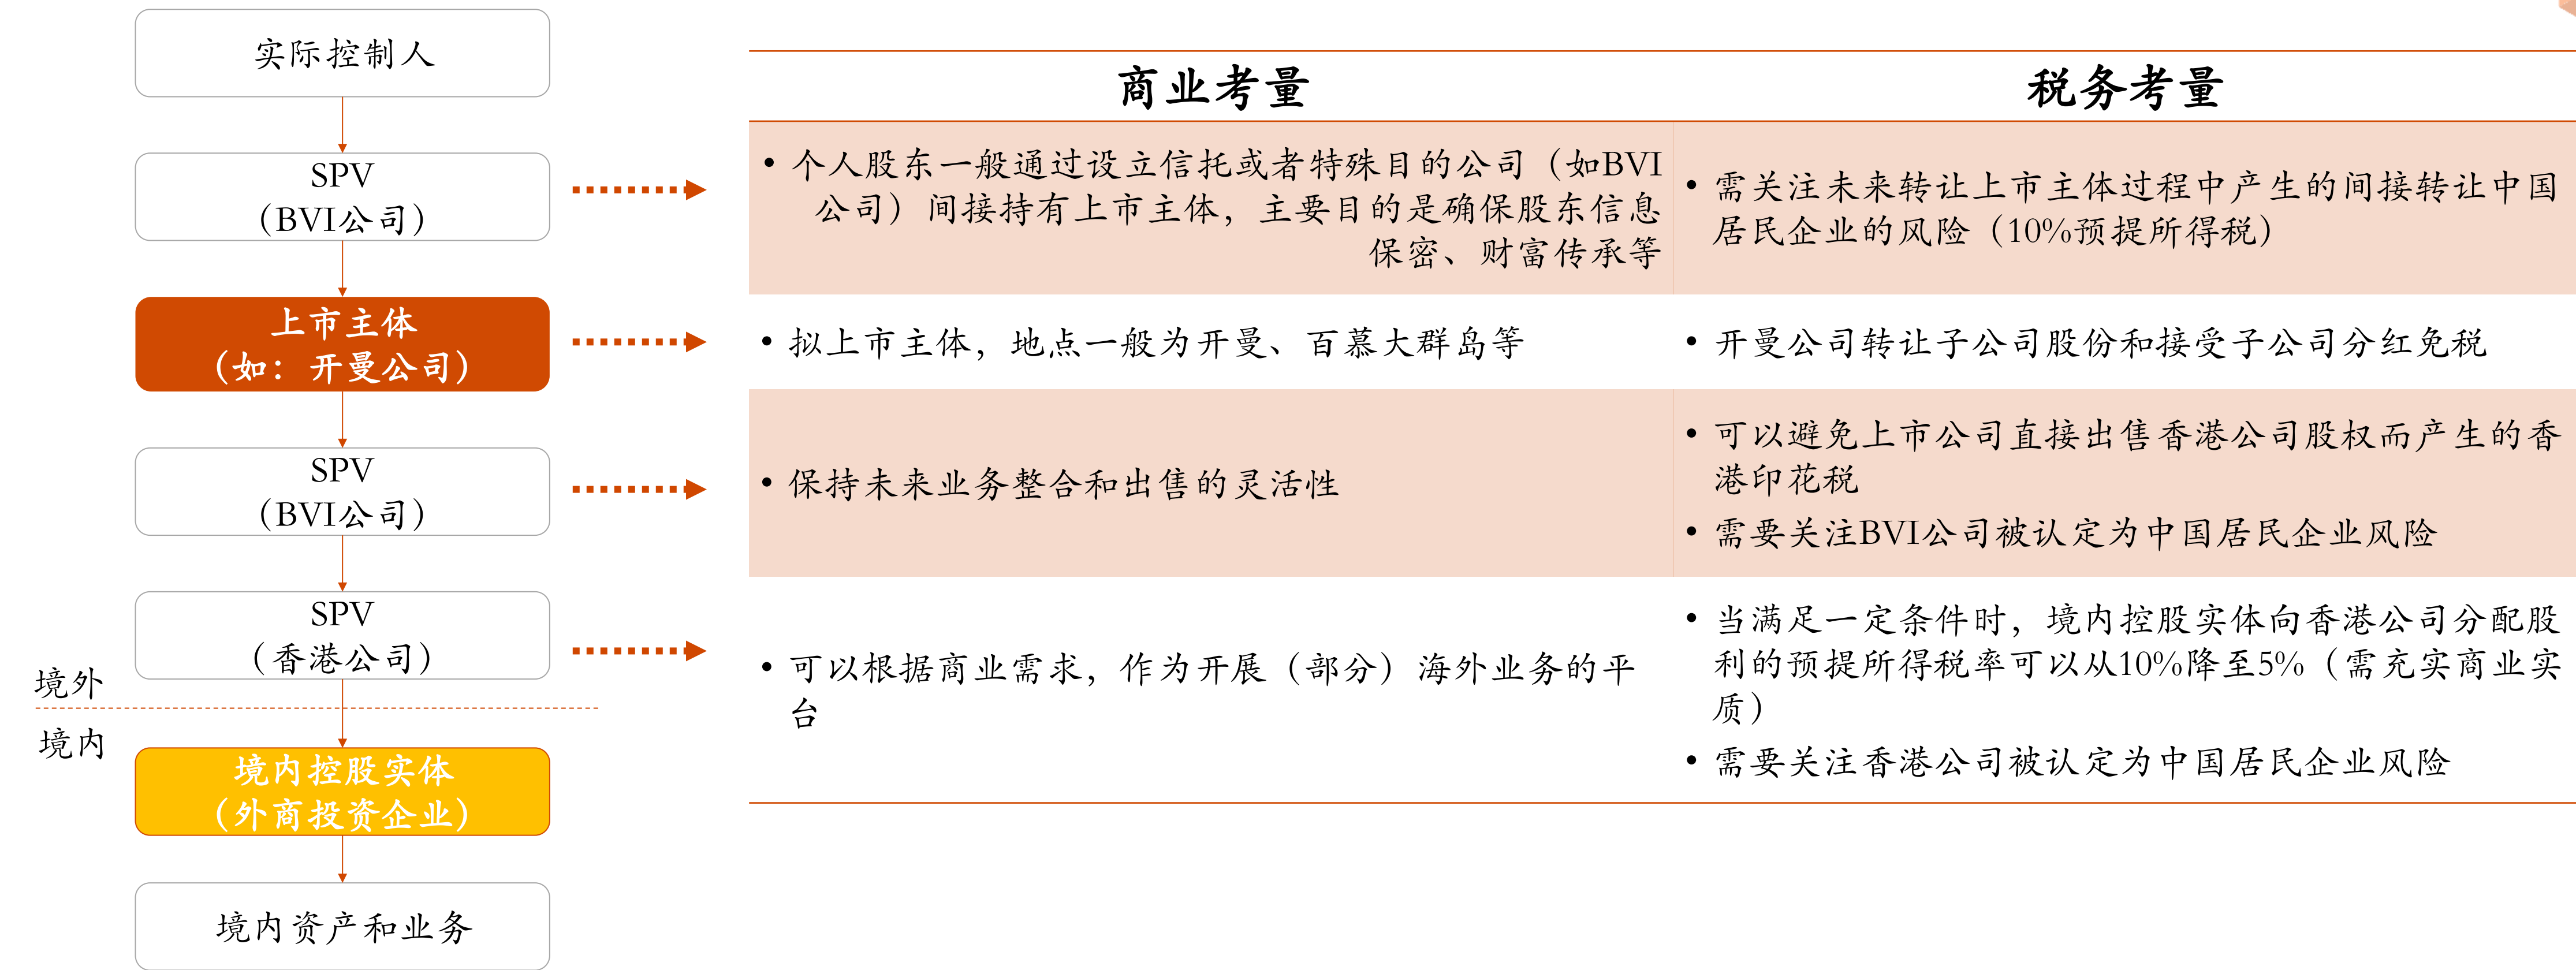 实际控制人
SPV
（BVI公司）
上市主体
（如：开曼公司）
SPV
（BVI公司）
SPV
（香港公司）
境外
境内
境内控股实体
（外商投资企业）
境内资产和业务
商业考量
税务考量
• 个人股东一般通过设立信托或者特殊目的公司（如BVI
公司）间接持有上市主体，主要目的是确保股东信息
保密、财富传承等
• 需关注未来转让上市主体过程中产生的间接转让中国
居民企业的风险（10%预提所得税）
• 拟上市主体，地点一般为开曼、百慕大群岛等
• 开曼公司转让子公司股份和接受子公司分红免税
• 保持未来业务整合和出售的灵活性
• 可以避免上市公司直接出售香港公司股权而产生的香
港印花税
• 需要关注BVI公司被认定为中国居民企业风险
• 可以根据商业需求，作为开展（部分）海外业务的平
台
• 当满足一定条件时，境内控股实体向香港公司分配股
利的预提所得税率可以从10%降至5%（需充实商业实
质）
• 需要关注香港公司被认定为中国居民企业风险